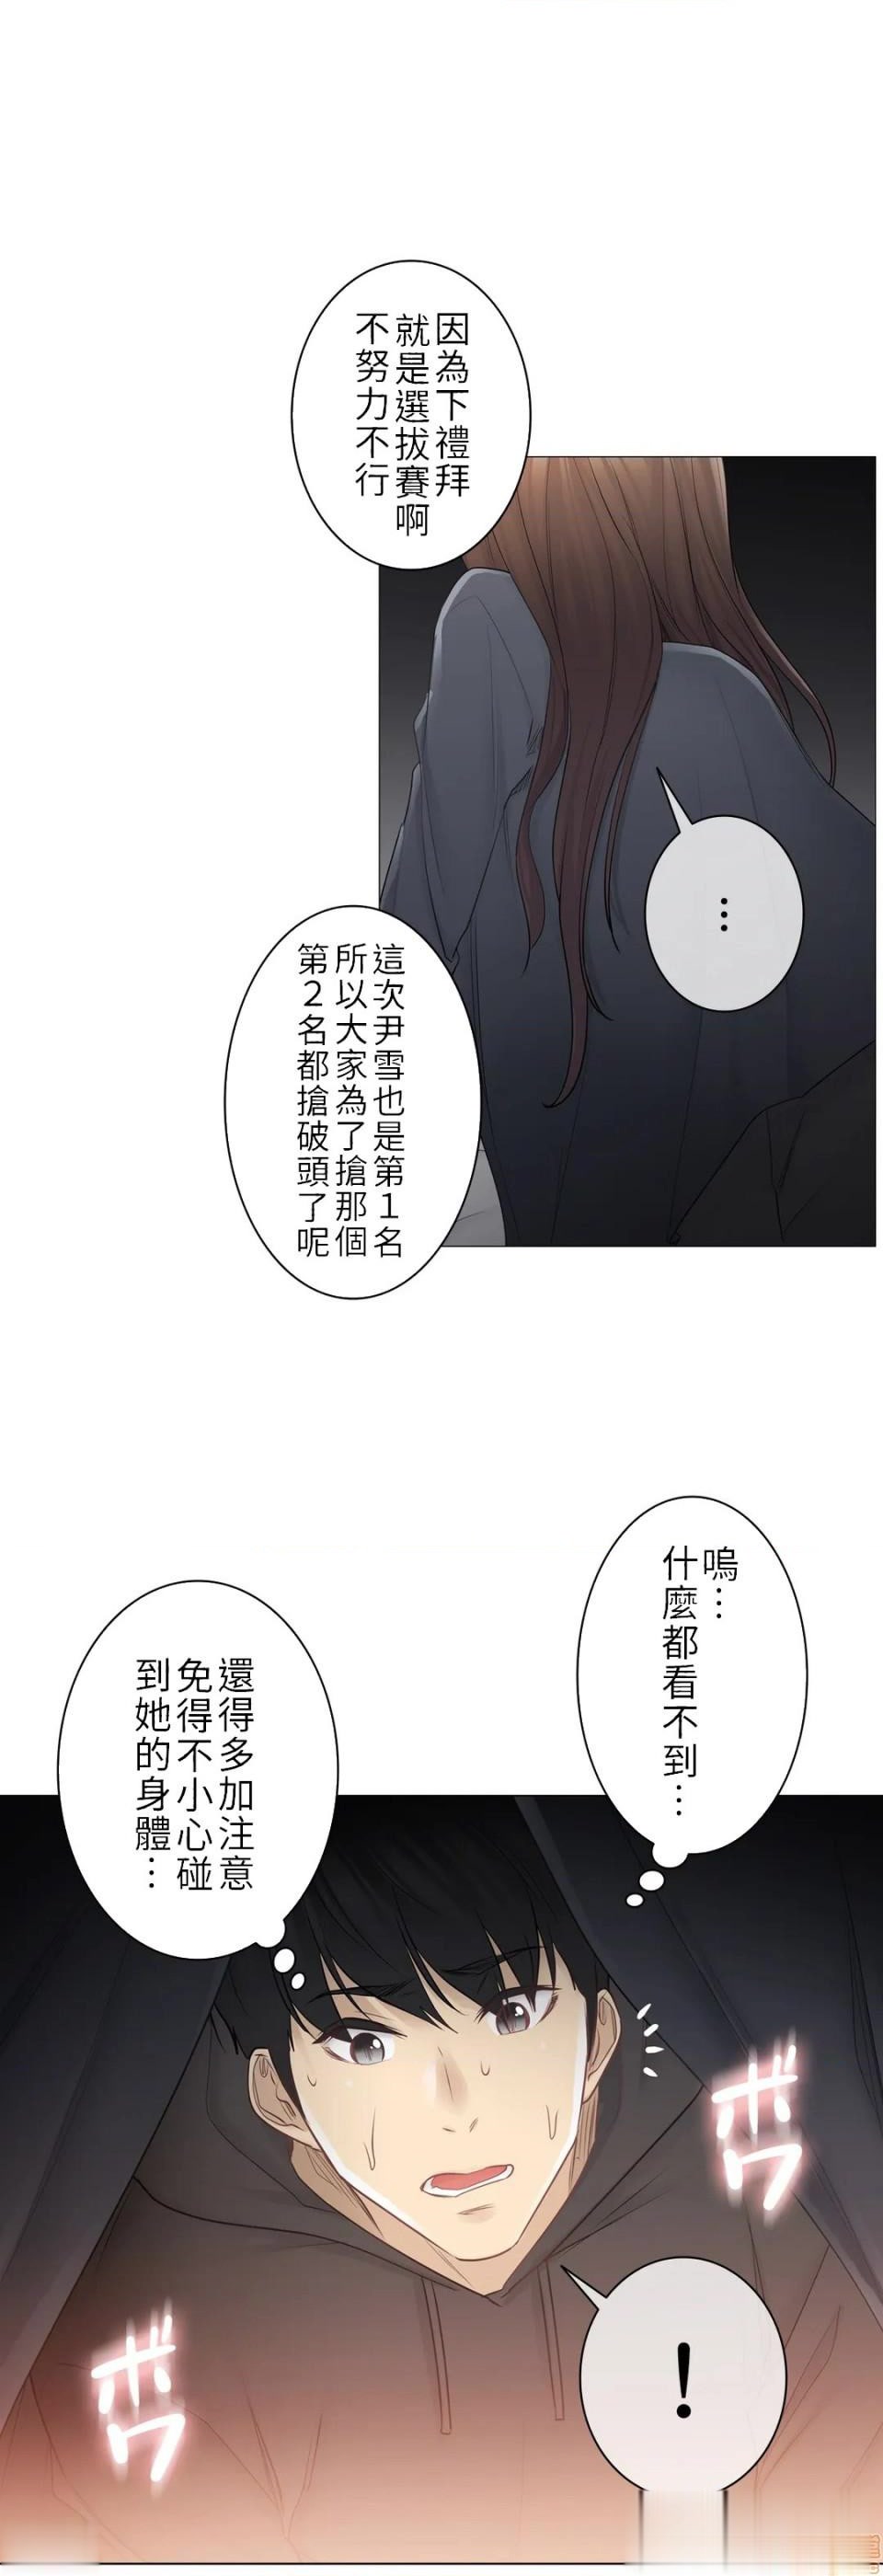 因為下禮拜
就是選拔賽啊
不努力不行
…
這次尹雪也是第1名
所以大家為了搶那個
第2名都搶破頭了呢
嗚…
什麼都看不到…
還得多加注意
免得不小心碰
到她的身體…
ボワ
ボワ
！